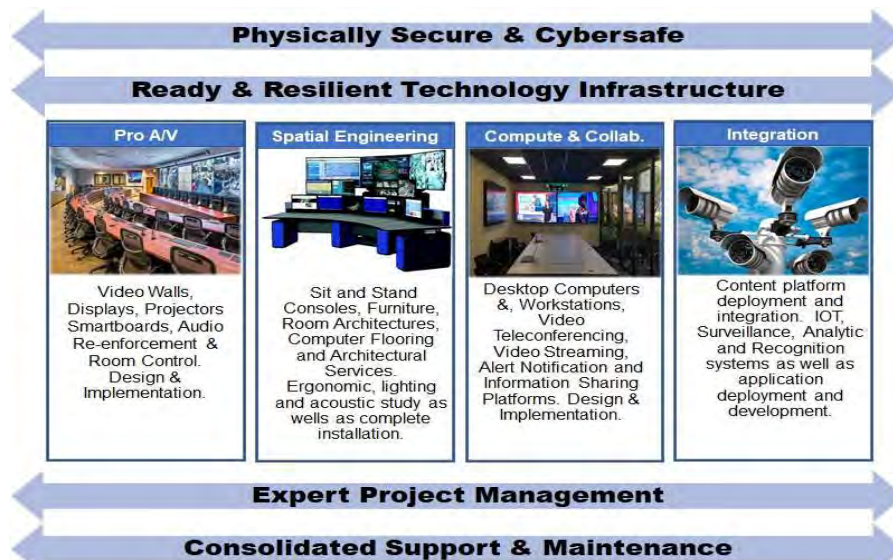 Physically Secure & Cybersafe
Ready & Resilient Technology Infrastructure
Pro A/V
Video Walls,
Displays, Projectors
Smartboards, Audio
Re-enforcement &
Room Control.
Design &
Implementation.
Spatial Engineering
Sit and Stand
Consoles, Furniture,
Room Architectures,
Computer Flooring
and Architectural
Services.
Ergonomic, lighting
and acoustic study as
wells as complete
installation.
Compute & Collab.
Desktop Computers
&, Workstations,
Video
Teleconferencing,
Video Streaming,
Alert Notification and
Information Sharing
Platforms. Design &
Implementation.
Integration
Content platform
deployment and
integration. IOT,
Surveillance, Analytic
and Recognition
systems as well as
application
deployment and
development.
Expert Project Management
Consolidated Support & Maintenance